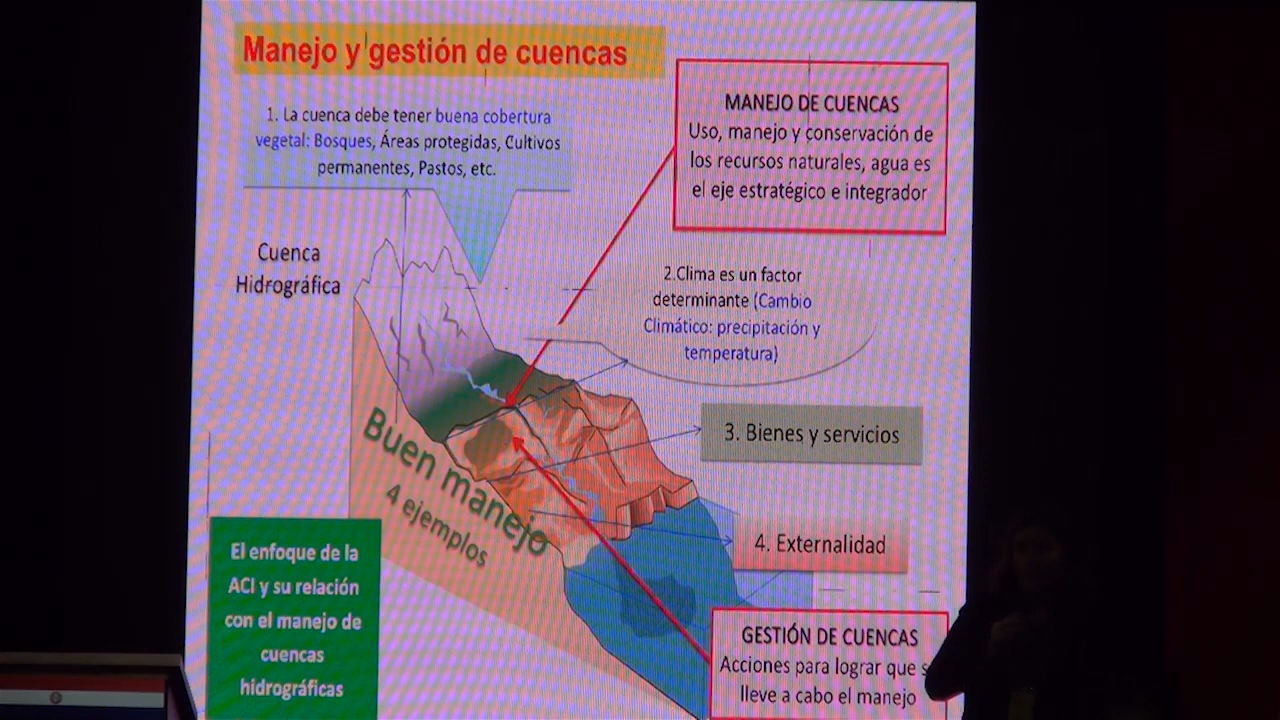 Manejo y gestión de cuencas
1. La cuenca debe tener buena cobertura
vegetal: Bosques, Áreas protegidas, Cultivos
permanentes, Pastos, etc.
MANEJO DE CUENCAS
Uso, manejo y conservación de
los recursos naturales, agua es
el eje estratégico e integrador
Cuenca
Hidrográfica
2.Clima es un factor
determinante (Cambio
Climático: precipitación y
temperatura)
3. Bienes y servicios
Buen manejo
4 ejemplos
4. Externalidad
El enfoque de la
ACI y su relación
con el manejo de
cuencas
hidrográficas
GESTIÓN DE CUENCAS
Acciones para lograr que
lleve a cabo el manejo